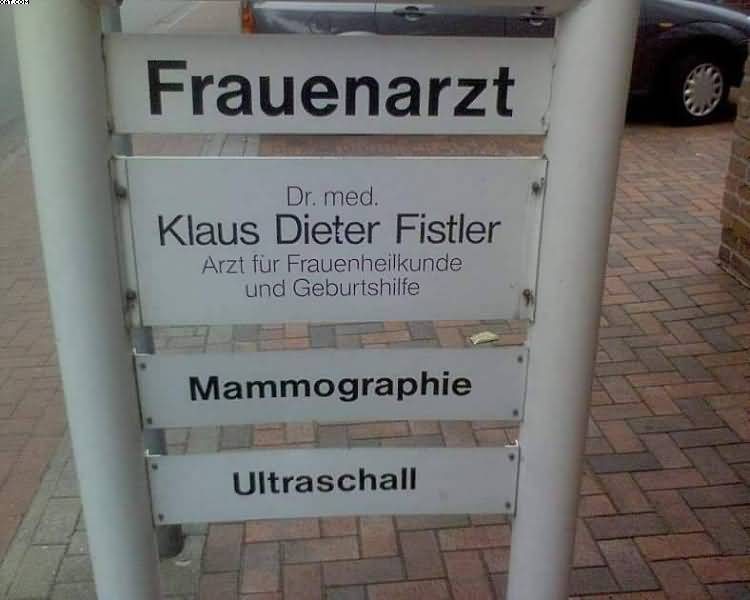 Frauenarzt
Dr. med.
Klaus Dieter Fistler
Arzt für Frauenheilkunde
und Geburtshilfe
Mammographie
Ultraschall